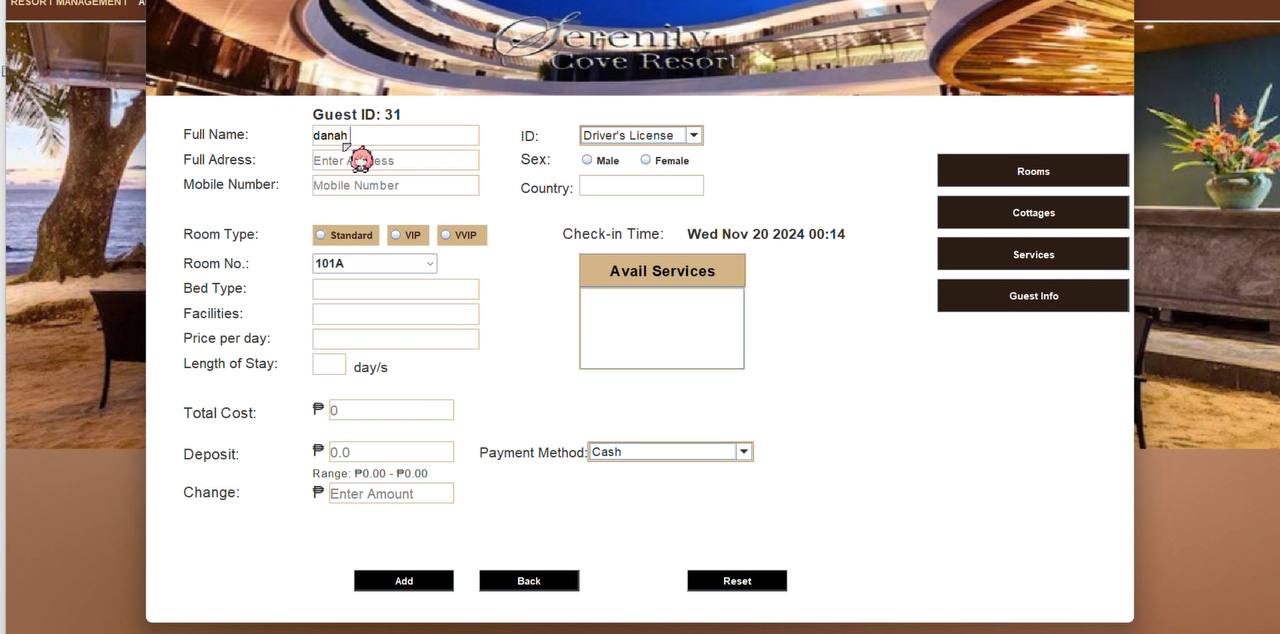 RESORT MANAGEMENT
Serenity
Cove Resort
Guest ID: 31
Full Name:
danah
ID:
Driver's License
Full Adress:
Sex:
Male
Female
Mobile Number:
Mobile Number
Country:
Rooms
Cottages
Services
Guest Info
Room Type:
Standard
VIP
VVIP
Check-in Time:
Wed Nov 20 2024 00:14
Room No.:
101A
Avail Services
Bed Type:
Facilities:
Price per day:
Length of Stay:
day/s
Total Cost:
₱ 0
Deposit:
₱ 0.0
Payment Method:
Cash
Range: ₱0.00 - ₱0.00
Change:
₱ Enter Amount
Add
Back
Reset